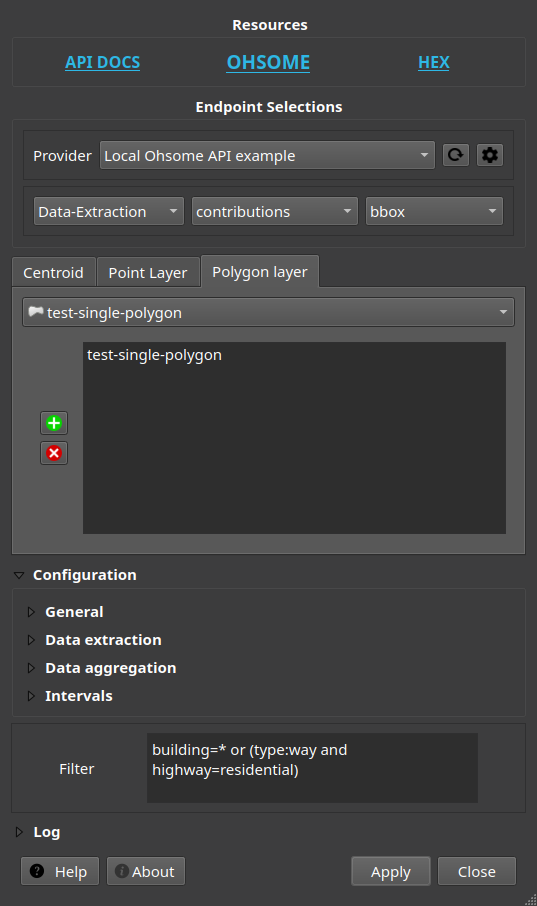 Resources
API DOCS OHSOME HEX
Endpoint Selections
Provider Local Ohsome API example
Data-Extraction contributions bbox
Centroid Point Layer Polygon layer
test-single-polygon
test-single-polygon
Configuration
General
Data extraction
Data aggregation
Intervals
Filter
building=* or (type:way and
highway=residential)
Log
Help About Apply Close